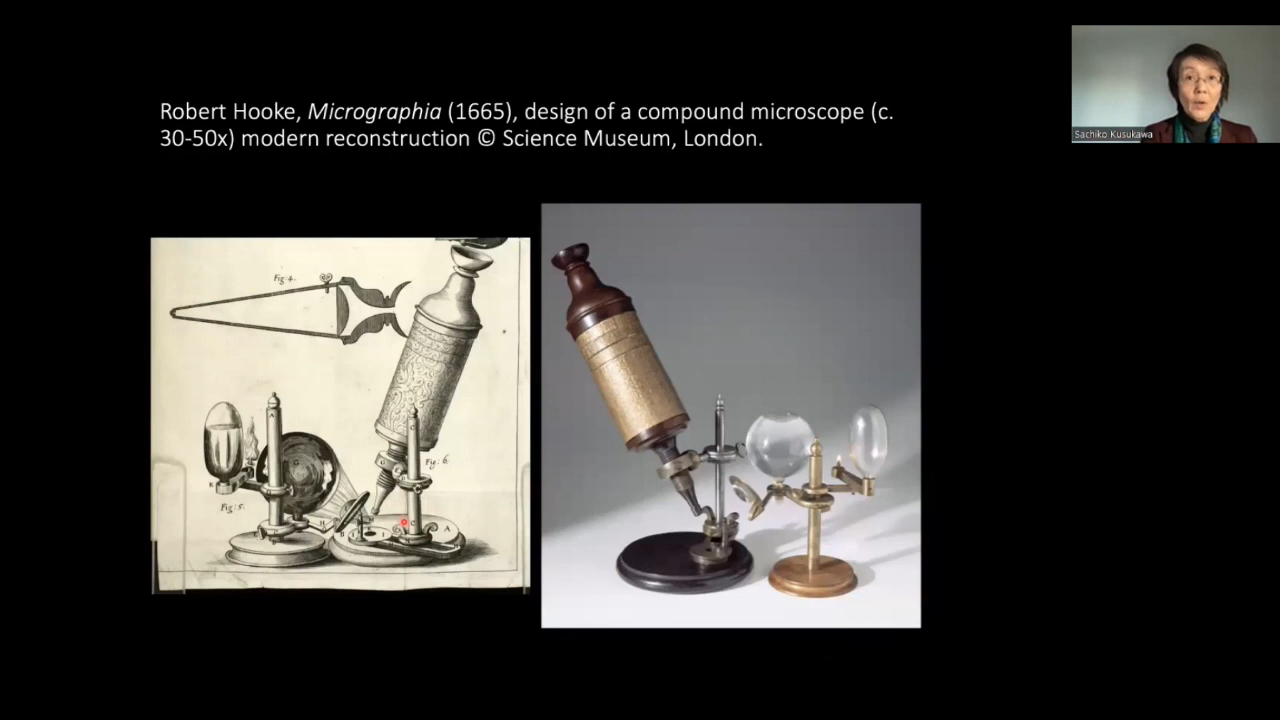 Robert Hooke, Micrographia (1665), design of a compound microscope (c.
30-50x) modern reconstruction © Science Museum, London.
Sachiko Kusukawa
Fig: 4.
A
C
G
G
Fig: 6.
K
Fig: 5.
H
B
I
I
C
A